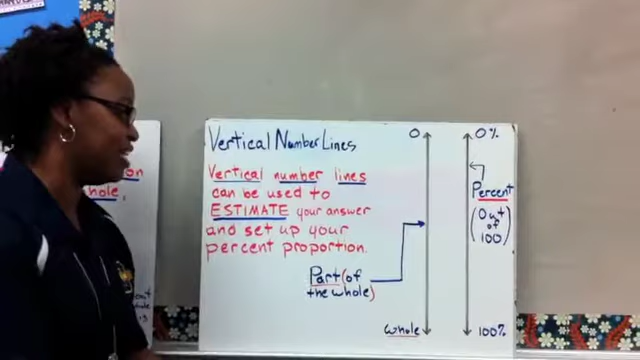 Vertical Number Lines
Vertical number lines
can be used to
ESTIMATE your answer
and set up your
percent proportion.
Part (of
the whole)
0
whole
0%
Percent
(Out
of
100)
100%
on
whole,